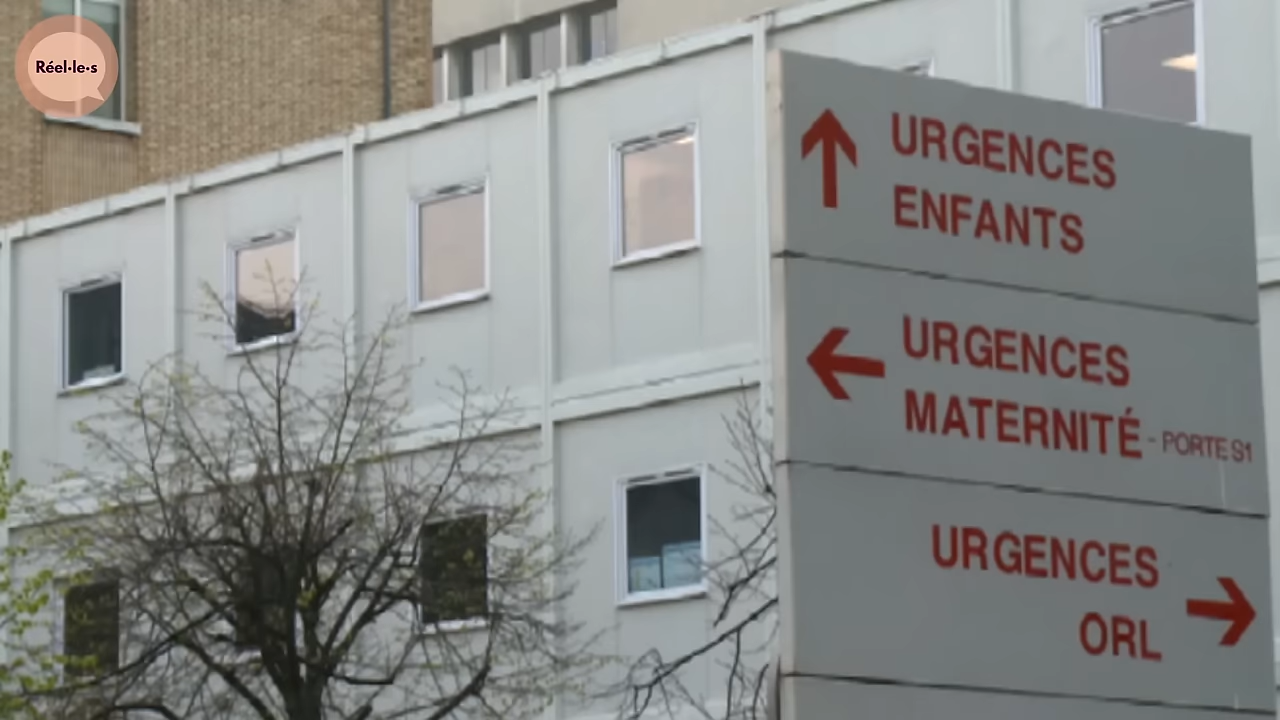 Réel·le·s
URGENCES
ENFANTS
URGENCES
MATERNITÉ - PORTE S1
URGENCES
ORL